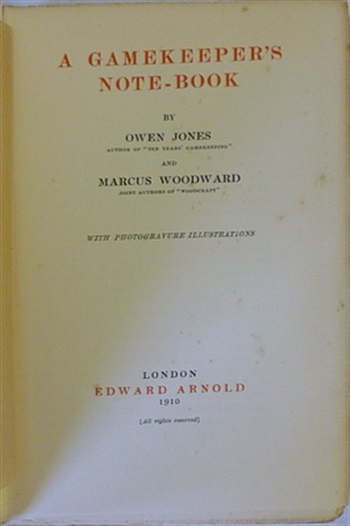 A GAMEKEEPER'S
NOTE-BOOK
BY
OWEN JONES
AUTHOR OF "TEN YEARS' GAMEKEEPING"
AND
MARCUS WOODWARD
JOINT AUTHORS OF "WOODCRAFT"
WITH PHOTOGRAVURE ILLUSTRATIONS
LONDON
EDWARD ARNOLD
1910
[All rights reserved]